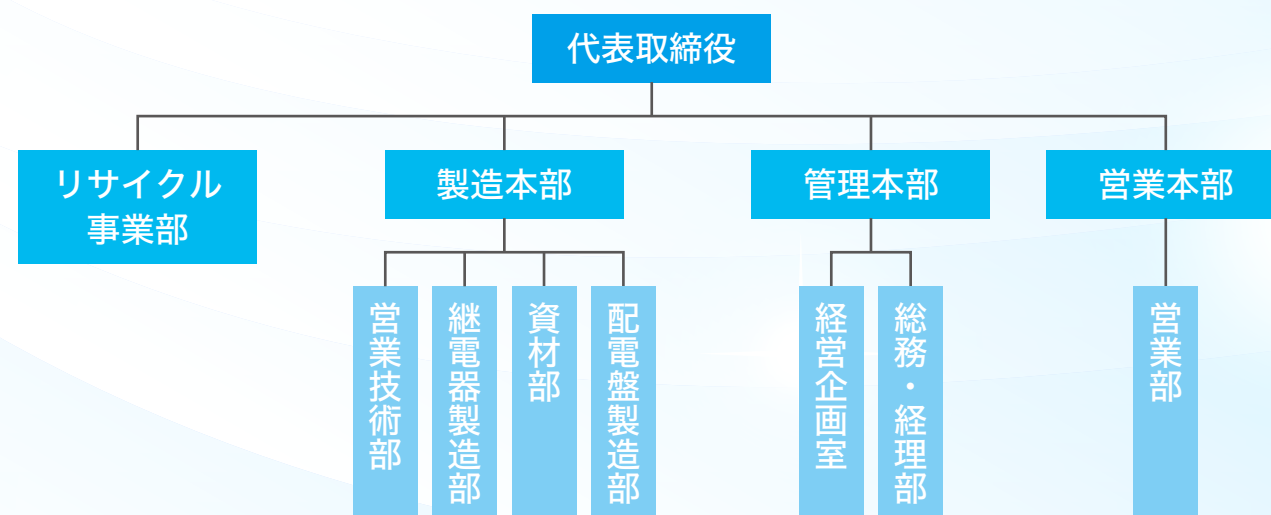 代表取締役
リサイクル
事業部
製造本部
管理本部
営業本部
営業技術部
継電器製造部
資材部
配電盤製造部
経営企画室
総務・経理部
営業部